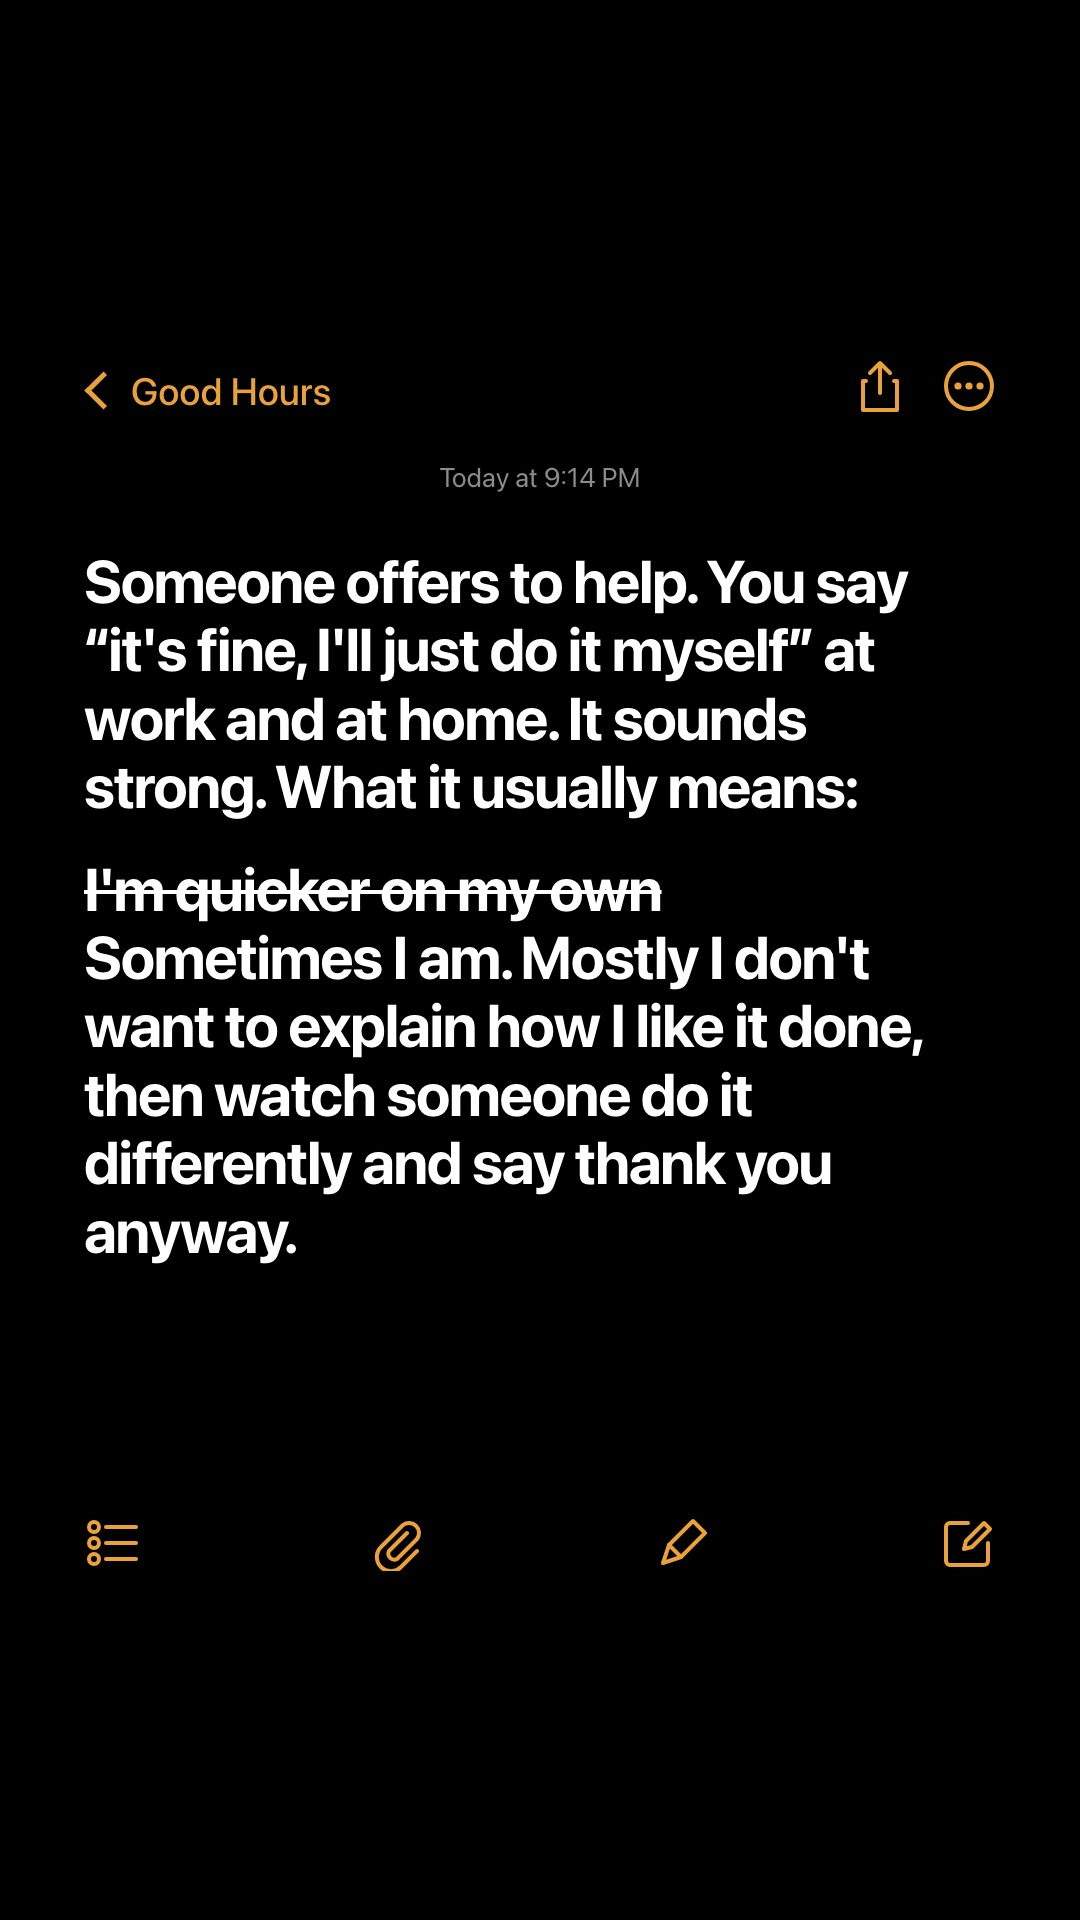 Good Hours
Today at 9:14 PM
Someone offers to help. You say
“it's fine, I'll just do it myself” at
work and at home. It sounds
strong. What it usually means:
I'm quicker on my own
Sometimes I am. Mostly I don't
want to explain how I like it done,
then watch someone do it
differently and say thank you
anyway.